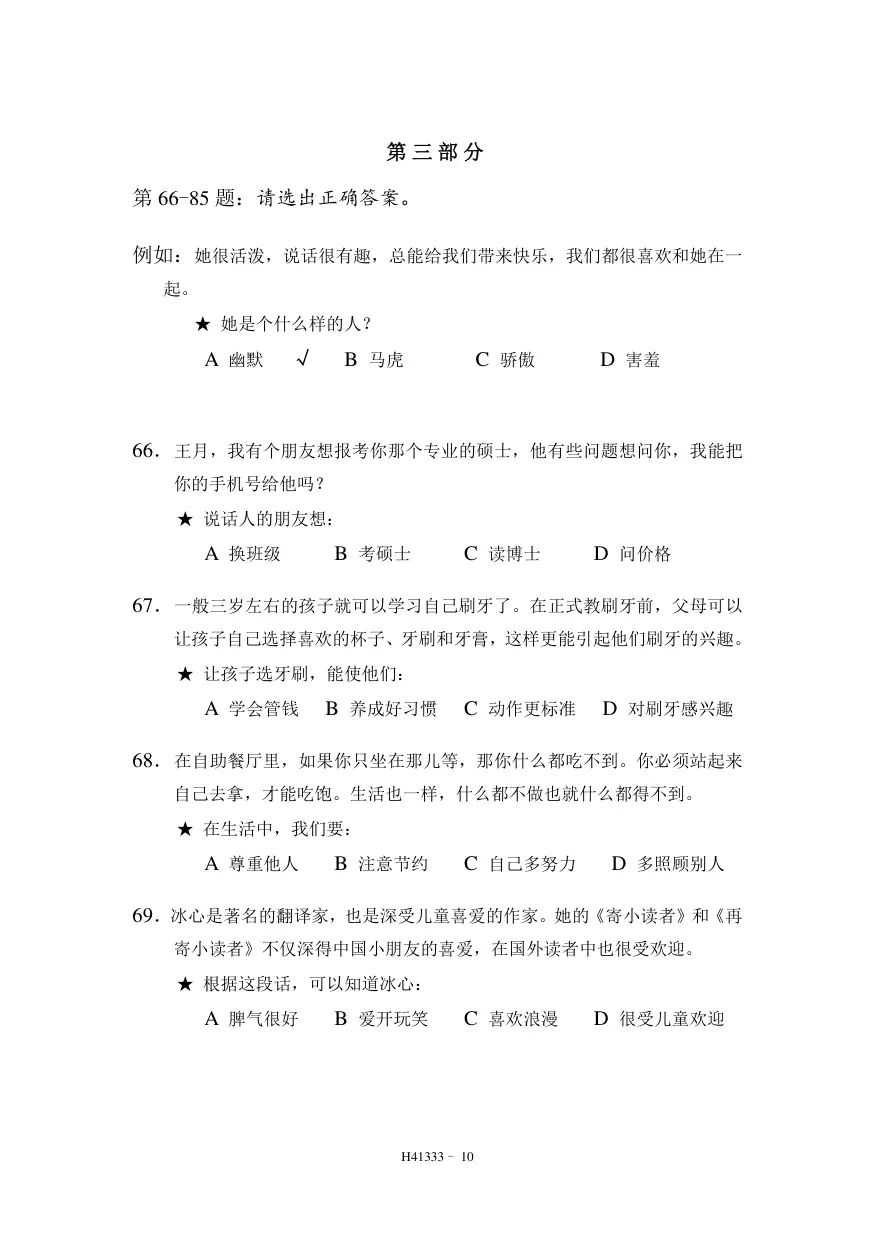 第 三 部 分
第 66-85 题：请选出正确答案。
例如：她很活泼，说话很有趣，总能给我们带来快乐，我们都很喜欢和她在一
起。
★ 她是个什么样的人？
A 幽默 √ B 马虎 C 骄傲 D 害羞
66．王月，我有个朋友想报考你那个专业的硕士，他有些问题想问你，我能把
你的手机号给他吗？
★ 说话人的朋友想：
A 换班级 B 考硕士 C 读博士 D 问价格
67．一般三岁左右的孩子就可以学习自己刷牙了。在正式教刷牙前，父母可以
让孩子自己选择喜欢的杯子、牙刷和牙膏，这样更能引起他们刷牙的兴趣。
★ 让孩子选牙刷，能使他们：
A 学会管钱 B 养成好习惯 C 动作更标准 D 对刷牙感兴趣
68．在自助餐厅里，如果你只坐在那儿等，那你什么都吃不到。你必须站起来
自己去拿，才能吃饱。生活也一样，什么都不做也就什么都得不到。
★ 在生活中，我们要：
A 尊重他人 B 注意节约 C 自己多努力 D 多照顾别人
69．冰心是著名的翻译家，也是深受儿童喜爱的作家。她的《寄小读者》和《再
寄小读者》不仅深得中国小朋友的喜爱，在国外读者中也很受欢迎。
★ 根据这段话，可以知道冰心：
A 脾气很好 B 爱开玩笑 C 喜欢浪漫 D 很受儿童欢迎
H41333－ 10